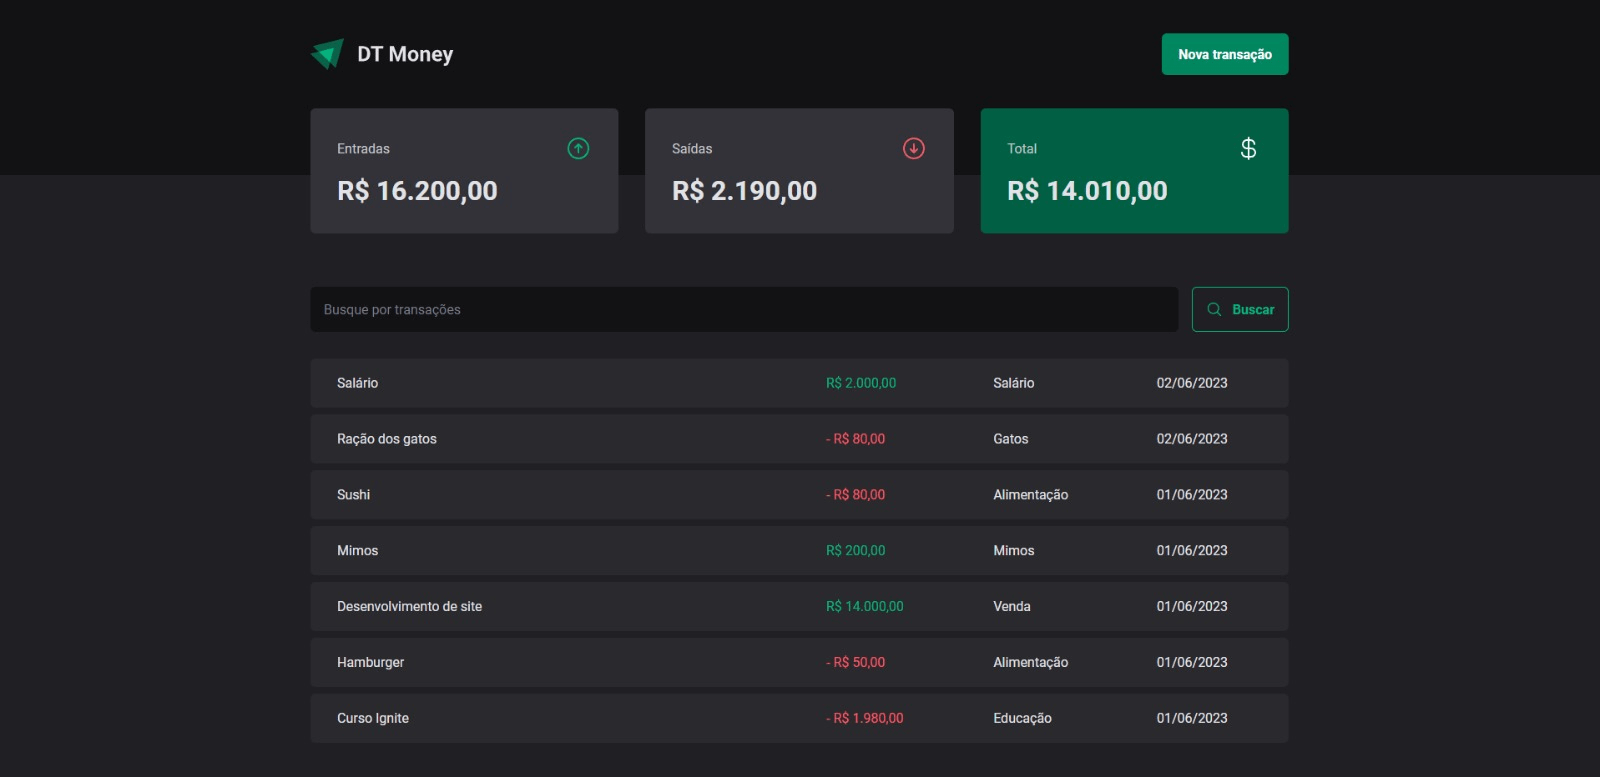 DT Money
Nova transação
Entradas
R$ 16.200,00
Saídas
R$ 2.190,00
Total
$
R$ 14.010,00
Busque por transações
Buscar
Salário R$ 2.000,00 Salário 02/06/2023
Ração dos gatos - R$ 80,00 Gatos 02/06/2023
Sushi - R$ 80,00 Alimentação 01/06/2023
Mimos R$ 200,00 Mimos 01/06/2023
Desenvolvimento de site R$ 14.000,00 Venda 01/06/2023
Hamburger - R$ 50,00 Alimentação 01/06/2023
Curso Ignite - R$ 1.980,00 Educação 01/06/2023